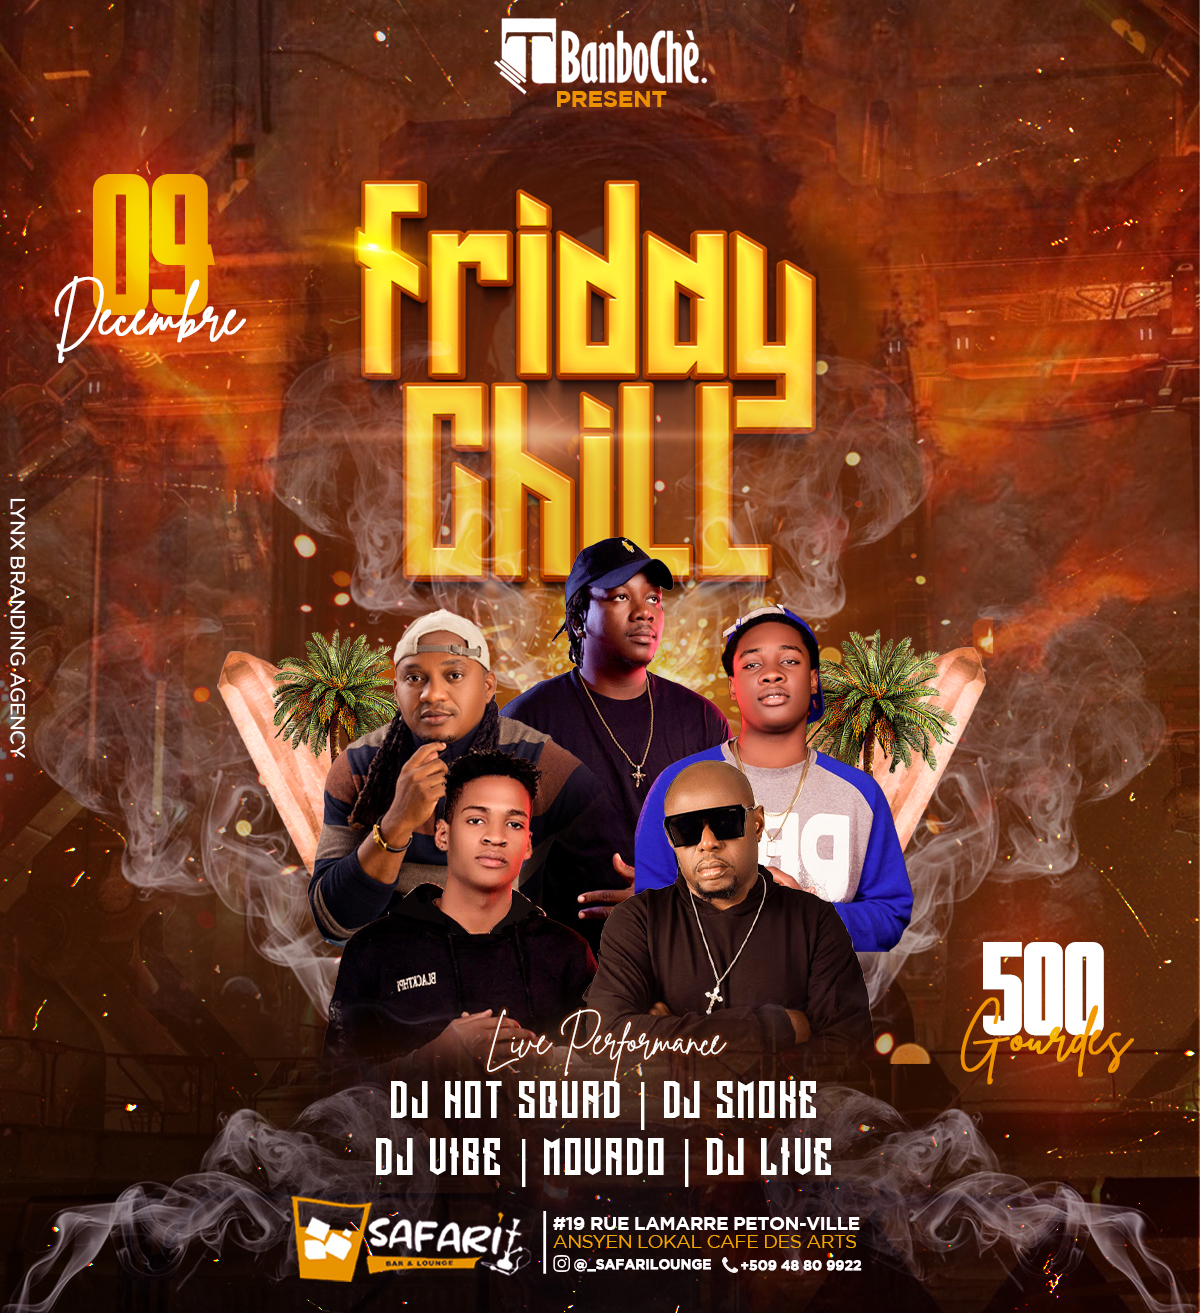 T BanboChè.
PRESENT
09
Decembre
Friday
Chill
LYNX BRANDING AGENCY
BLACKTHPI
500
Gourdes
Live Performance
DJ HOT SQUAD | DJ SMOKE
DJ VIBE | MOVADO | DJ LIVE
SAFARI
BAR & LOUNGE
#19 RUE LAMARRE PETON-VILLE
ANSYEN LOKAL CAFE DES ARTS
@_SAFARILOUNGE +509 48 80 9922